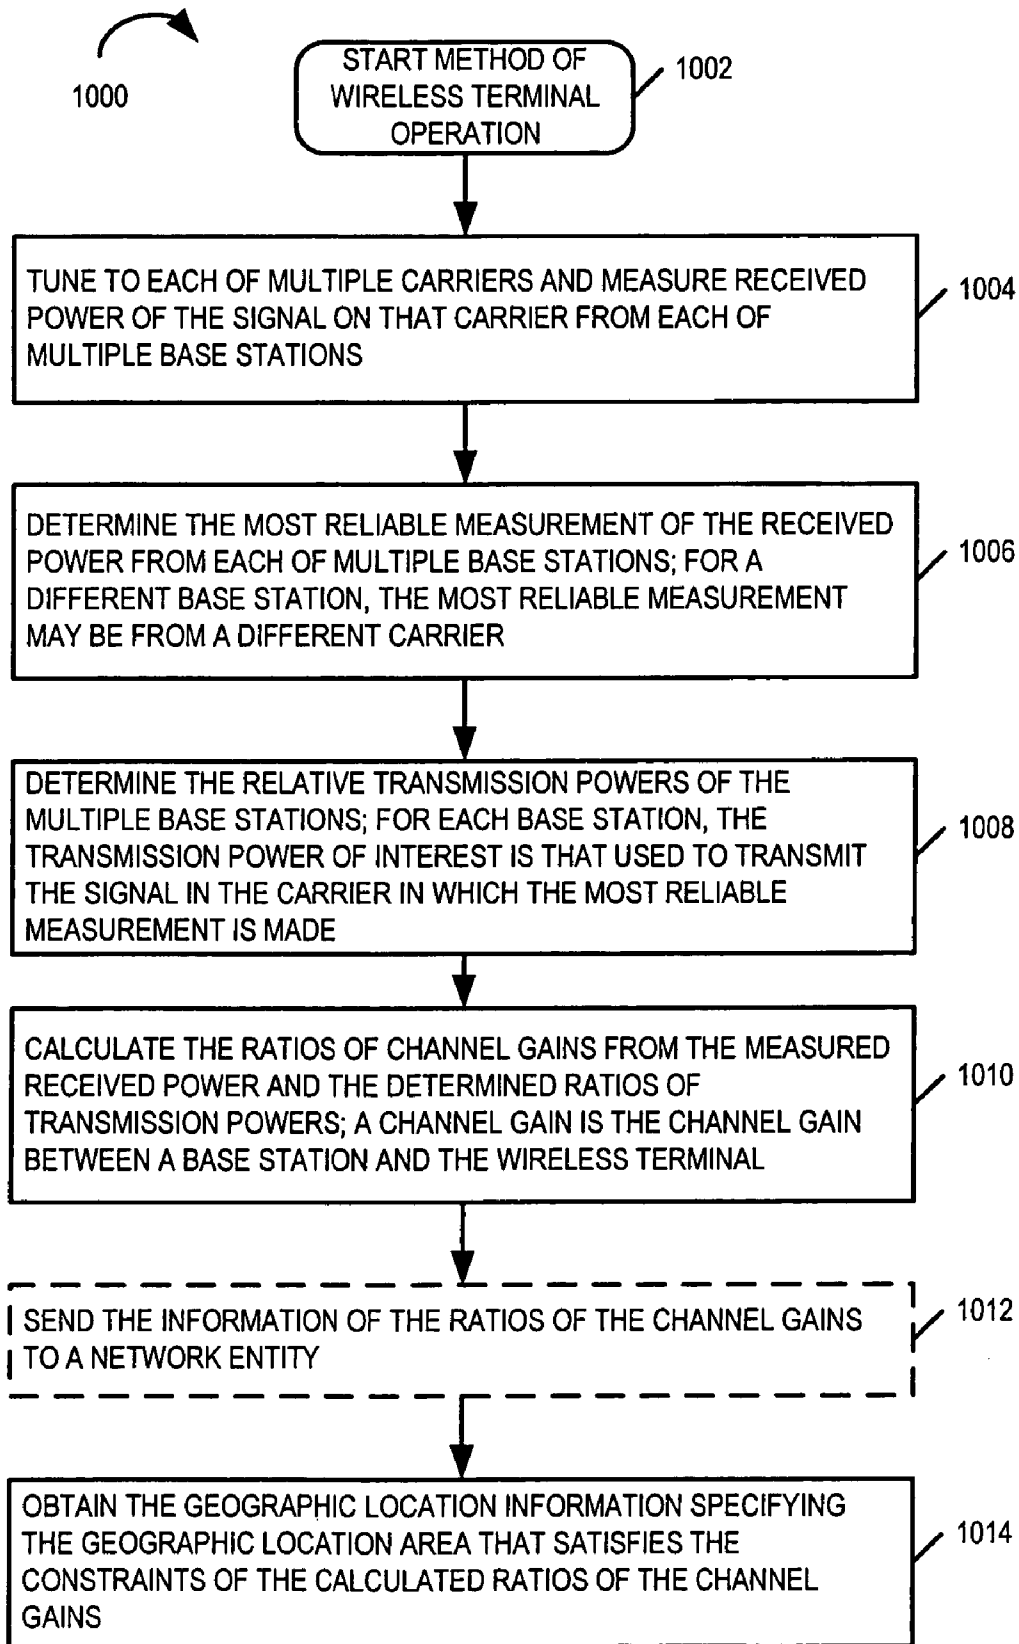 1000
START METHOD OF
WIRELESS TERMINAL
OPERATION
1002
TUNE TO EACH OF MULTIPLE CARRIERS AND MEASURE RECEIVED
POWER OF THE SIGNAL ON THAT CARRIER FROM EACH OF
MULTIPLE BASE STATIONS
1004
DETERMINE THE MOST RELIABLE MEASUREMENT OF THE RECEIVED
POWER FROM EACH OF MULTIPLE BASE STATIONS; FOR A
DIFFERENT BASE STATION, THE MOST RELIABLE MEASUREMENT
MAY BE FROM A DIFFERENT CARRIER
1006
DETERMINE THE RELATIVE TRANSMISSION POWERS OF THE
MULTIPLE BASE STATIONS; FOR EACH BASE STATION, THE
TRANSMISSION POWER OF INTEREST IS THAT USED TO TRANSMIT
THE SIGNAL IN THE CARRIER IN WHICH THE MOST RELIABLE
MEASUREMENT IS MADE
1008
CALCULATE THE RATIOS OF CHANNEL GAINS FROM THE MEASURED
RECEIVED POWER AND THE DETERMINED RATIOS OF
TRANSMISSION POWERS; A CHANNEL GAIN IS THE CHANNEL GAIN
BETWEEN A BASE STATION AND THE WIRELESS TERMINAL
1010
SEND THE INFORMATION OF THE RATIOS OF THE CHANNEL GAINS
TO A NETWORK ENTITY
1012
OBTAIN THE GEOGRAPHIC LOCATION INFORMATION SPECIFYING
THE GEOGRAPHIC LOCATION AREA THAT SATISFIES THE
CONSTRAINTS OF THE CALCULATED RATIOS OF THE CHANNEL
GAINS
1014